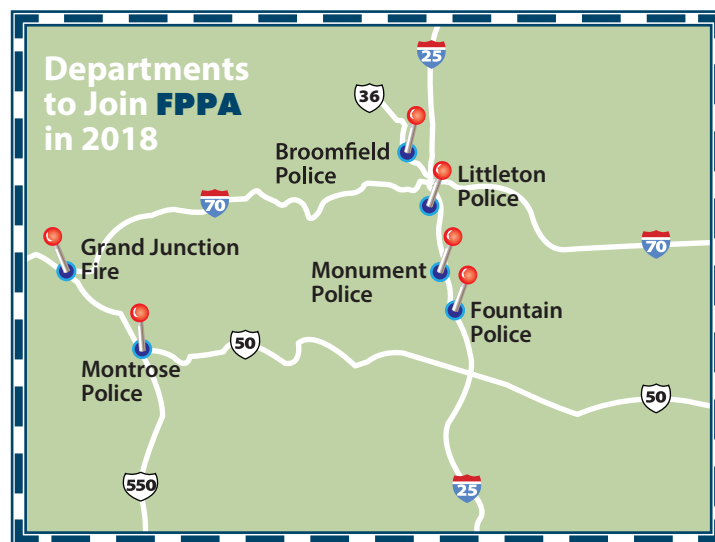 Departments
to Join FPPA
in 2018
25
36
Broomfield
Police
Littleton
Police
70
70
Grand Junction
Fire
Monument
Police
Fountain
Police
50
Montrose
Police
50
550
25